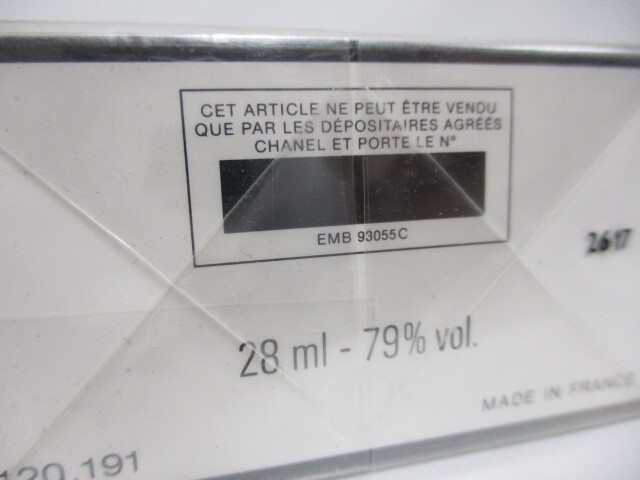 CET ARTICLE NE PEUT ÊTRE VENDU
QUE PAR LES DÉPOSITAIRES AGRÉÉS
CHANEL ET PORTE LE N°
EMB 93055C
2617
28 ml - 79% vol.
MADE IN FRANCE
120.191